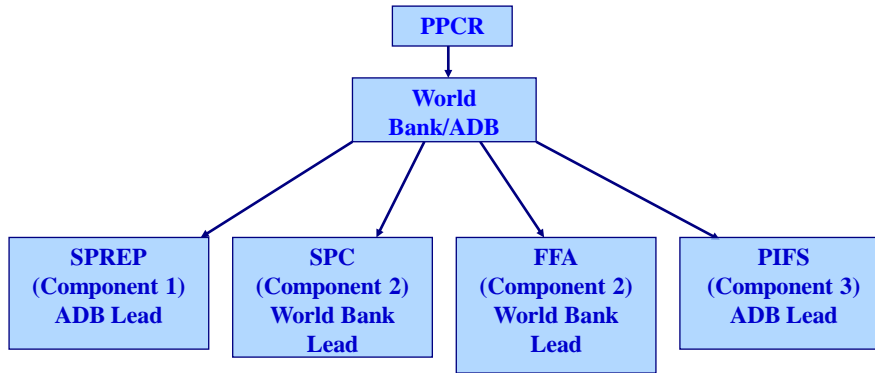 PPCR
World
Bank/ADB
SPREP
(Component 1)
ADB Lead
SPC
(Component 2)
World Bank
Lead
FFA
(Component 2)
World Bank
Lead
PIFS
(Component 3)
ADB Lead